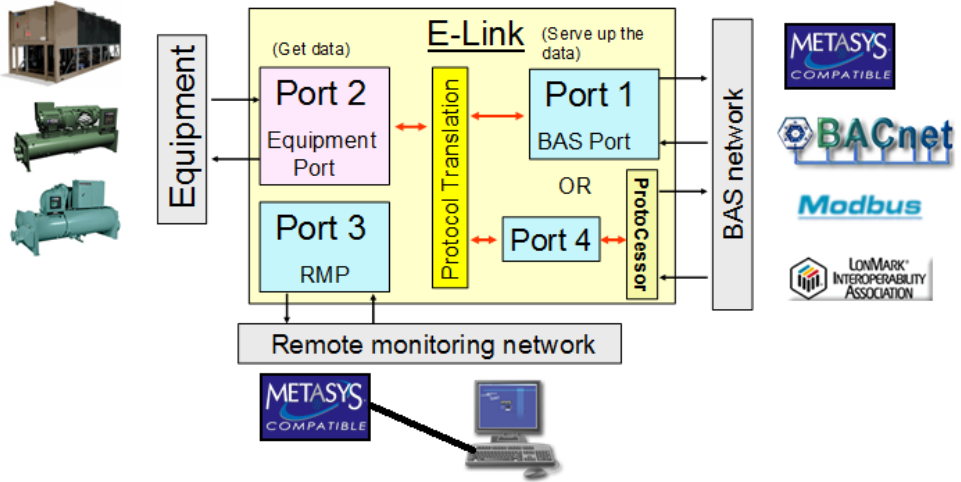 E-Link
(Get data)
(Serve up the
data)
Equipment
Port 2
Equipment
Port
Protocol Translation
Port 1
BAS Port
OR
Port 3
RMP
Port 4
ProtoCessor
BAS network
METASYS
COMPATIBLE
BACnet
Modbus
LONMARK®
INTEROPERABILITY
ASSOCIATION
Remote monitoring network
METASYS
COMPATIBLE